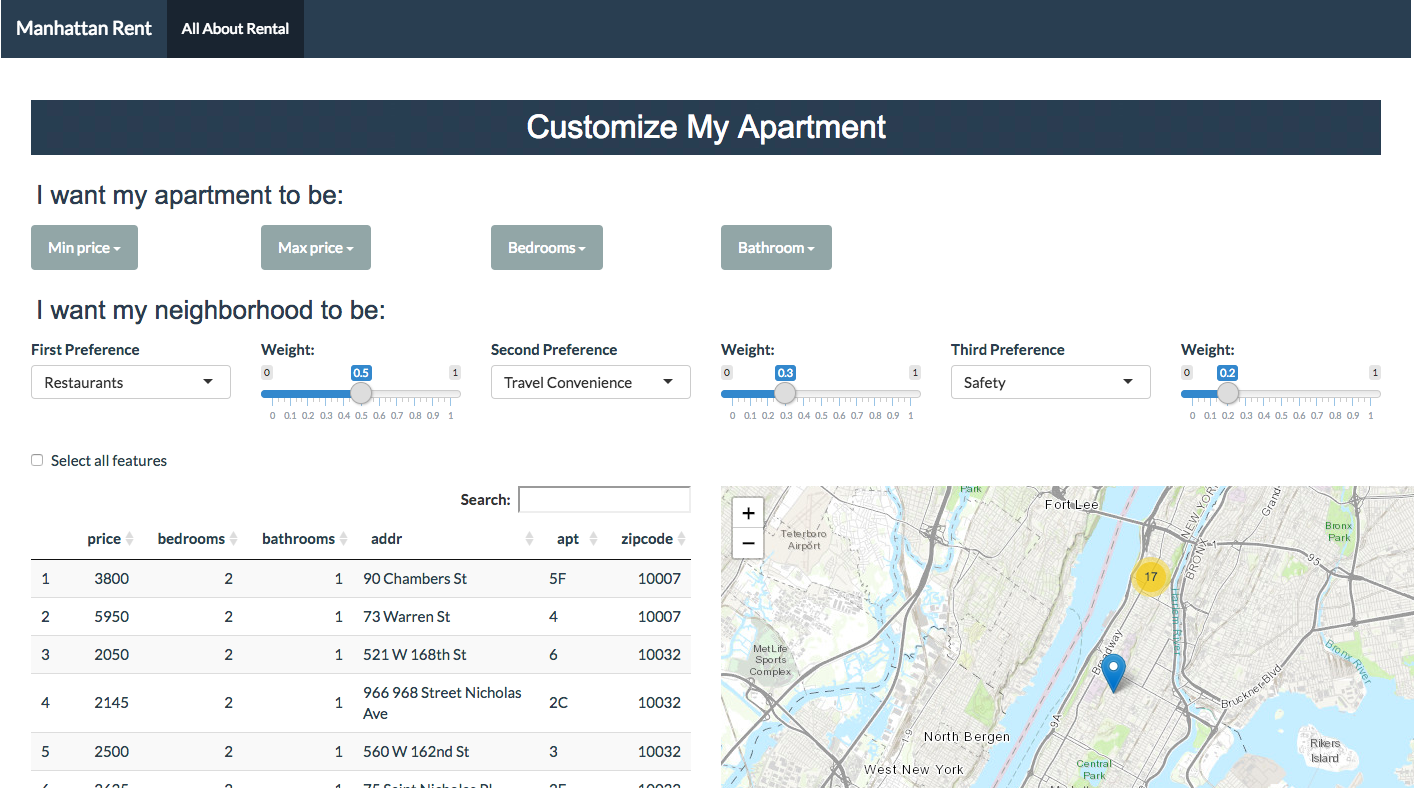 Manhattan Rent All About Rental
Customize My Apartment
I want my apartment to be:
Min price Max price Bedrooms Bathroom
I want my neighborhood to be:
First Preference Weight: Second Preference Weight: Third Preference Weight:
0 0.5 1 0 0.3 1 0 0.2 1
Restaurants Travel Convenience Safety
0 0.1 0.2 0.3 0.4 0.5 0.6 0.7 0.8 0.9 1 0 0.1 0.2 0.3 0.4 0.5 0.6 0.7 0.8 0.9 1 0 0.1 0.2 0.3 0.4 0.5 0.6 0.7 0.8 0.9 1
Select all features
Search:
price bedrooms bathrooms addr apt zipcode
1 3800 2 1 90 Chambers St 5F 10007
2 5950 2 1 73 Warren St 4 10007
3 2050 2 1 521 W 168th St 6 10032
4 2145 2 1 966 968 Street Nicholas
Ave 2C 10032
5 2500 2 1 560 W 162nd St 3 10032
+
−
Park
Fort Lee
NEW YORK
BRONX
Grand
Teterboro
Airport
Bronx
Park
1
95
17
Harlem River
MetLife
Sports
Complex
Broadway
Bronx River
Bruckner Blvd
9A
1 9
North Bergen
West New York
Central
Park
Rikers
Island